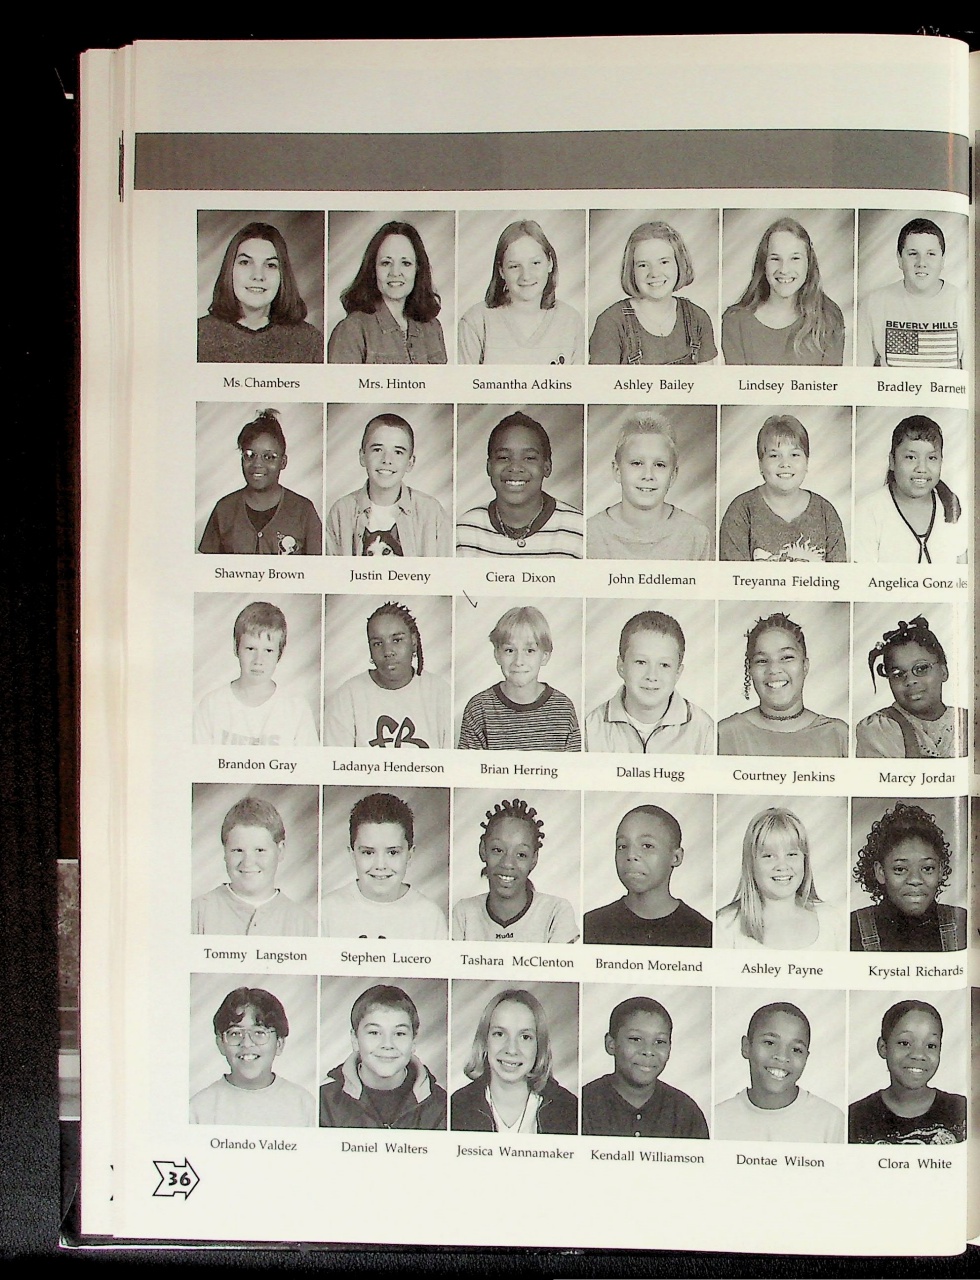 BEVERLY HILLS
Ms. Chambers Mrs. Hinton Samantha Adkins Ashley Bailey Lindsey Banister Bradley Barnett
Shawnay Brown Justin Deveny Ciera Dixon John Eddleman Treyanna Fielding Angelica Gonzales
fB
Brandon Gray Ladanya Henderson Brian Herring Dallas Hugg Courtney Jenkins Marcy Jordan
mudd
Tommy Langston Stephen Lucero Tashara McClenton Brandon Moreland Ashley Payne Krystal Richards
Orlando Valdez Daniel Walters Jessica Wannamaker Kendall Williamson Dontae Wilson Clora White
36